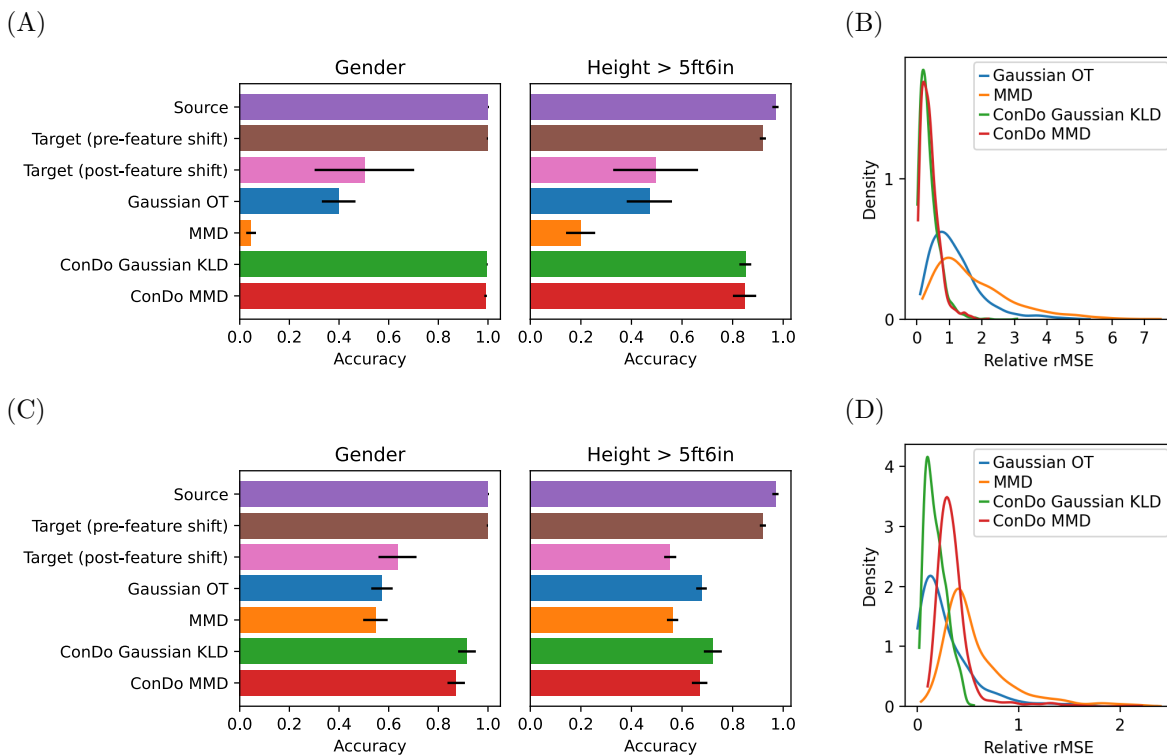 (A)
Gender
Height > 5ft6in
Source
Target (pre-feature shift)
Target (post-feature shift)
Gaussian OT
MMD
ConDo Gaussian KLD
ConDo MMD
0.0 0.2 0.4 0.6 0.8 1.0
Accuracy
0.0 0.2 0.4 0.6 0.8 1.0
Accuracy
(B)
Gaussian OT
MMD
ConDo Gaussian KLD
ConDo MMD
Density
1
0
0 1 2 3 4 5 6 7
Relative rMSE
(C)
Gender
Height > 5ft6in
Source
Target (pre-feature shift)
Target (post-feature shift)
Gaussian OT
MMD
ConDo Gaussian KLD
ConDo MMD
0.0 0.2 0.4 0.6 0.8 1.0
Accuracy
0.0 0.2 0.4 0.6 0.8 1.0
Accuracy
(D)
Gaussian OT
MMD
ConDo Gaussian KLD
ConDo MMD
Density
4
3
2
1
0
0 1 2
Relative rMSE